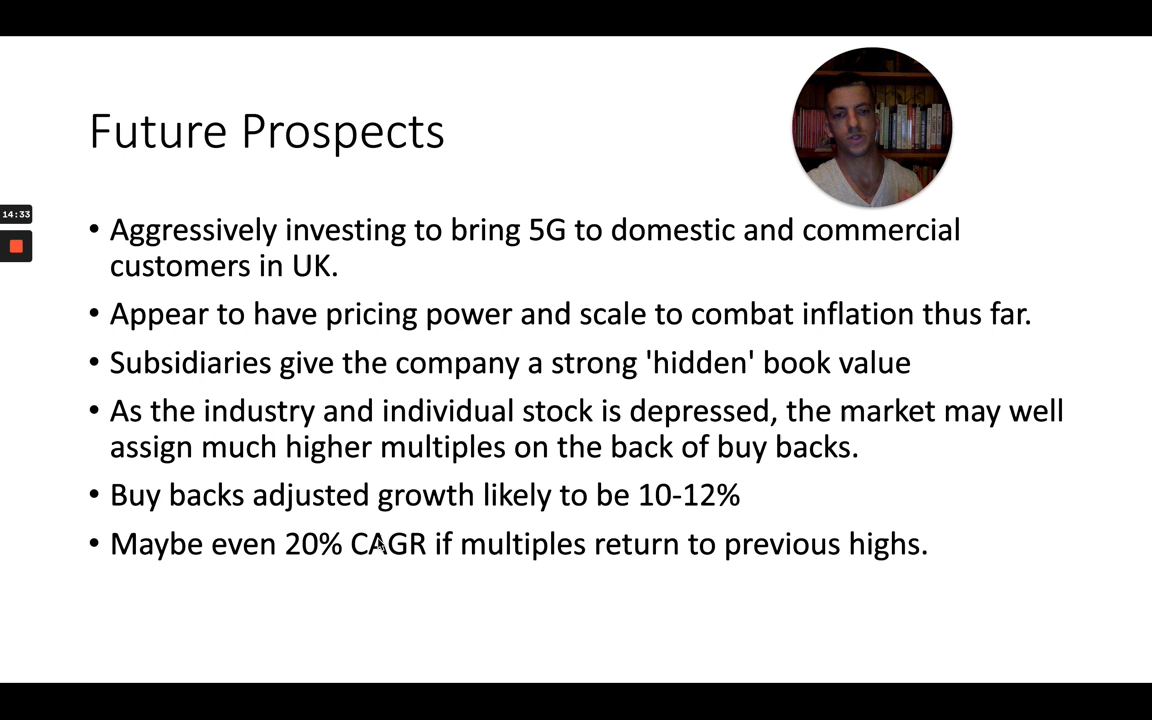 Future Prospects
14:33
• Aggressively investing to bring 5G to domestic and commercial
customers in UK.
• Appear to have pricing power and scale to combat inflation thus far.
• Subsidiaries give the company a strong 'hidden' book value
• As the industry and individual stock is depressed, the market may well
assign much higher multiples on the back of buy backs.
• Buy backs adjusted growth likely to be 10-12%
• Maybe even 20% CAGR if multiples return to previous highs.